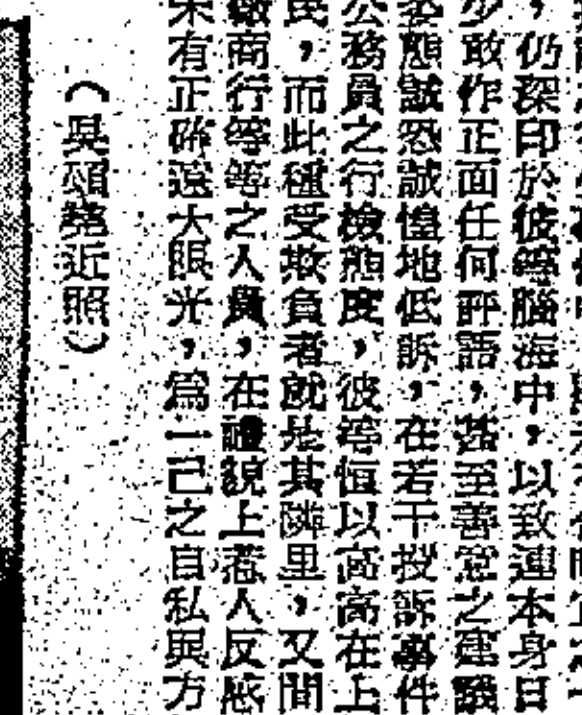 ，仍深印於彼等腦海中，以致連本身日
少敢作正面任何評語，甚至善意之建議
態誠恐誠惶地低訴，在若干投訴事件
公務員之行檢態度，彼等恒以高高在上
民，而此種受欺負者就是其隣里，又間
商行等等之人員，在禮貌上惹人反感
未有正確遠大眼光，爲一己之自私與方
（吳頌堯近照）